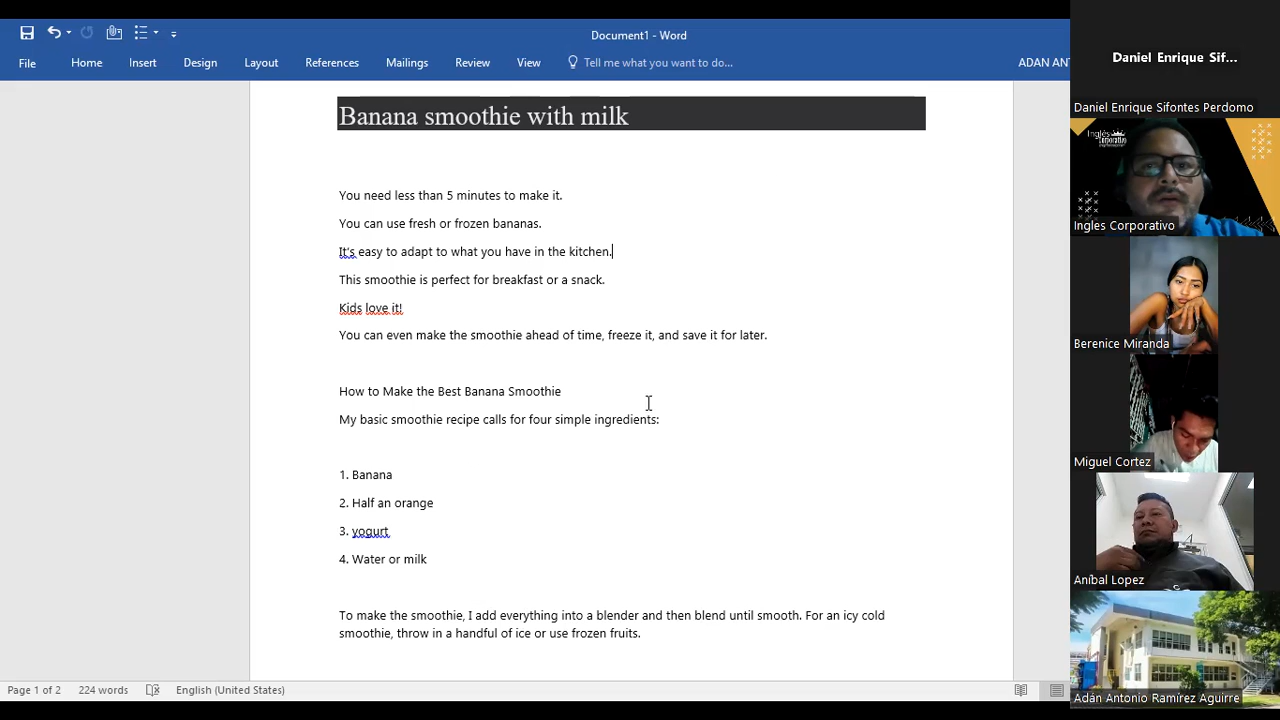 Document1 - Word
File Home Insert Design Layout References Mailings Review View Tell me what you want to do... ADAN ANT
Banana smoothie with milk
You need less than 5 minutes to make it.
You can use fresh or frozen bananas.
It's easy to adapt to what you have in the kitchen.
This smoothie is perfect for breakfast or a snack.
Kids love it!
You can even make the smoothie ahead of time, freeze it, and save it for later.
How to Make the Best Banana Smoothie
My basic smoothie recipe calls for four simple ingredients:
1. Banana
2. Half an orange
3. yogurt
4. Water or milk
To make the smoothie, I add everything into a blender and then blend until smooth. For an icy cold
smoothie, throw in a handful of ice or use frozen fruits.
Page 1 of 2 224 words English (United States)
Daniel Enrique Sif...
Daniel Enrique Sifontes Perdomo
Inglés
Corporativo
Ingles Corporativo
Berenice Miranda
Miguel Cortez
Aníbal Lopez
Adán Antonio Ramírez Aguirre